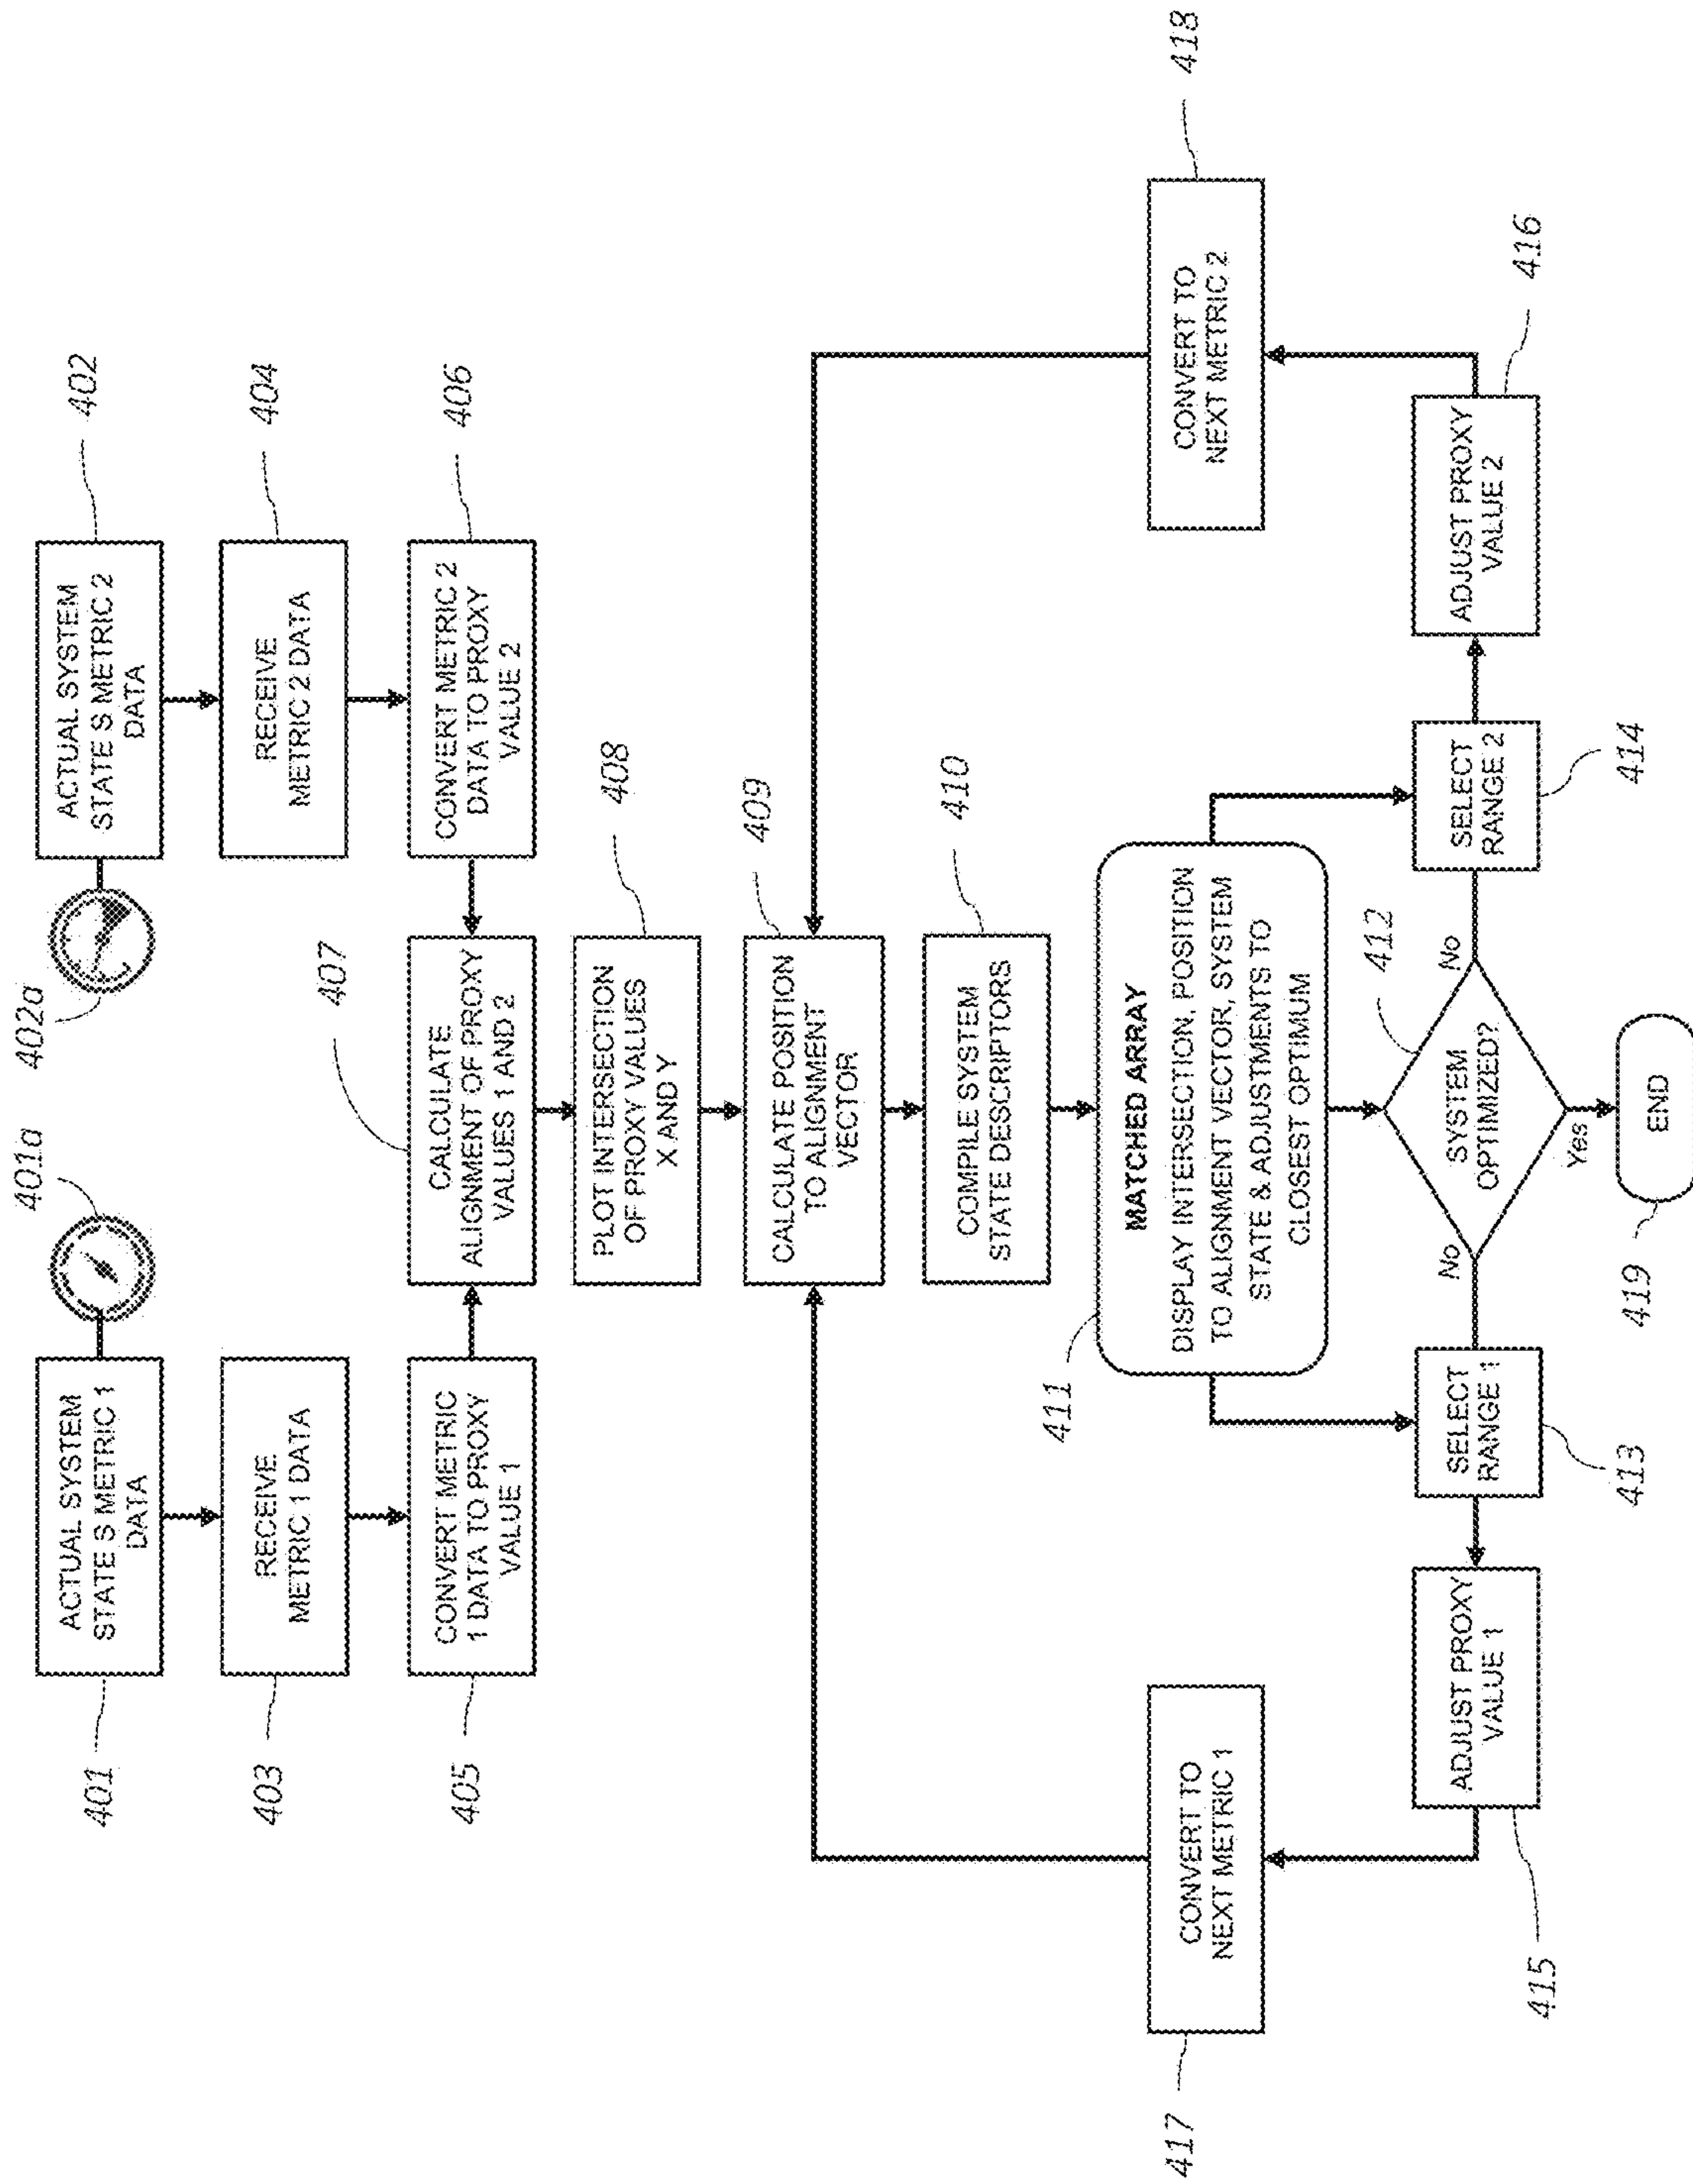 401a
402a
401
ACTUAL SYSTEM
STATE S METRIC 1
DATA
ACTUAL SYSTEM
STATE S METRIC 2
DATA
402
403
RECEIVE
METRIC 1 DATA
RECEIVE
METRIC 2 DATA
404
405
CONVERT METRIC
1 DATA TO PROXY
VALUE 1
407
CALCULATE
ALIGNMENT OF PROXY
VALUES 1 AND 2
CONVERT METRIC 2
DATA TO PROXY
VALUE 2
406
PLOT INTERSECTION
OF PROXY VALUES
X AND Y
408
CALCULATE POSITION
TO ALIGNMENT
VECTOR
409
COMPILE SYSTEM
STATE DESCRIPTORS
410
411
MATCHED ARRAY
DISPLAY INTERSECTION, POSITION
TO ALIGNMENT VECTOR, SYSTEM
STATE & ADJUSTMENTS TO
CLOSEST OPTIMUM
417
CONVERT TO
NEXT METRIC 1
CONVERT TO
NEXT METRIC 2
418
415
ADJUST PROXY
VALUE 1
413
SELECT
RANGE 1
No
SYSTEM
OPTIMIZED?
412
No
SELECT
RANGE 2
414
ADJUST PROXY
VALUE 2
416
Yes
419
END